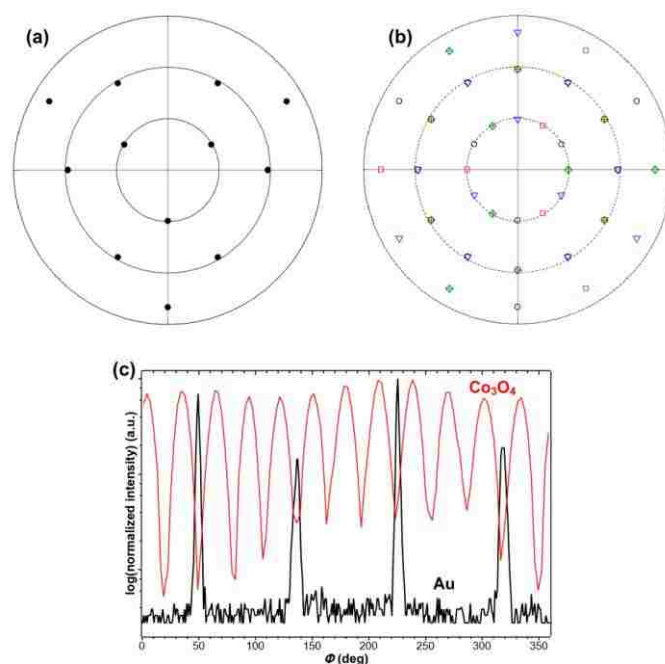 (a)
(b)
(c)
Co₃O₄
Au
log(normalized intensity) (a.u.)
0 50 100 150 200 250 300 350
Φ (deg)